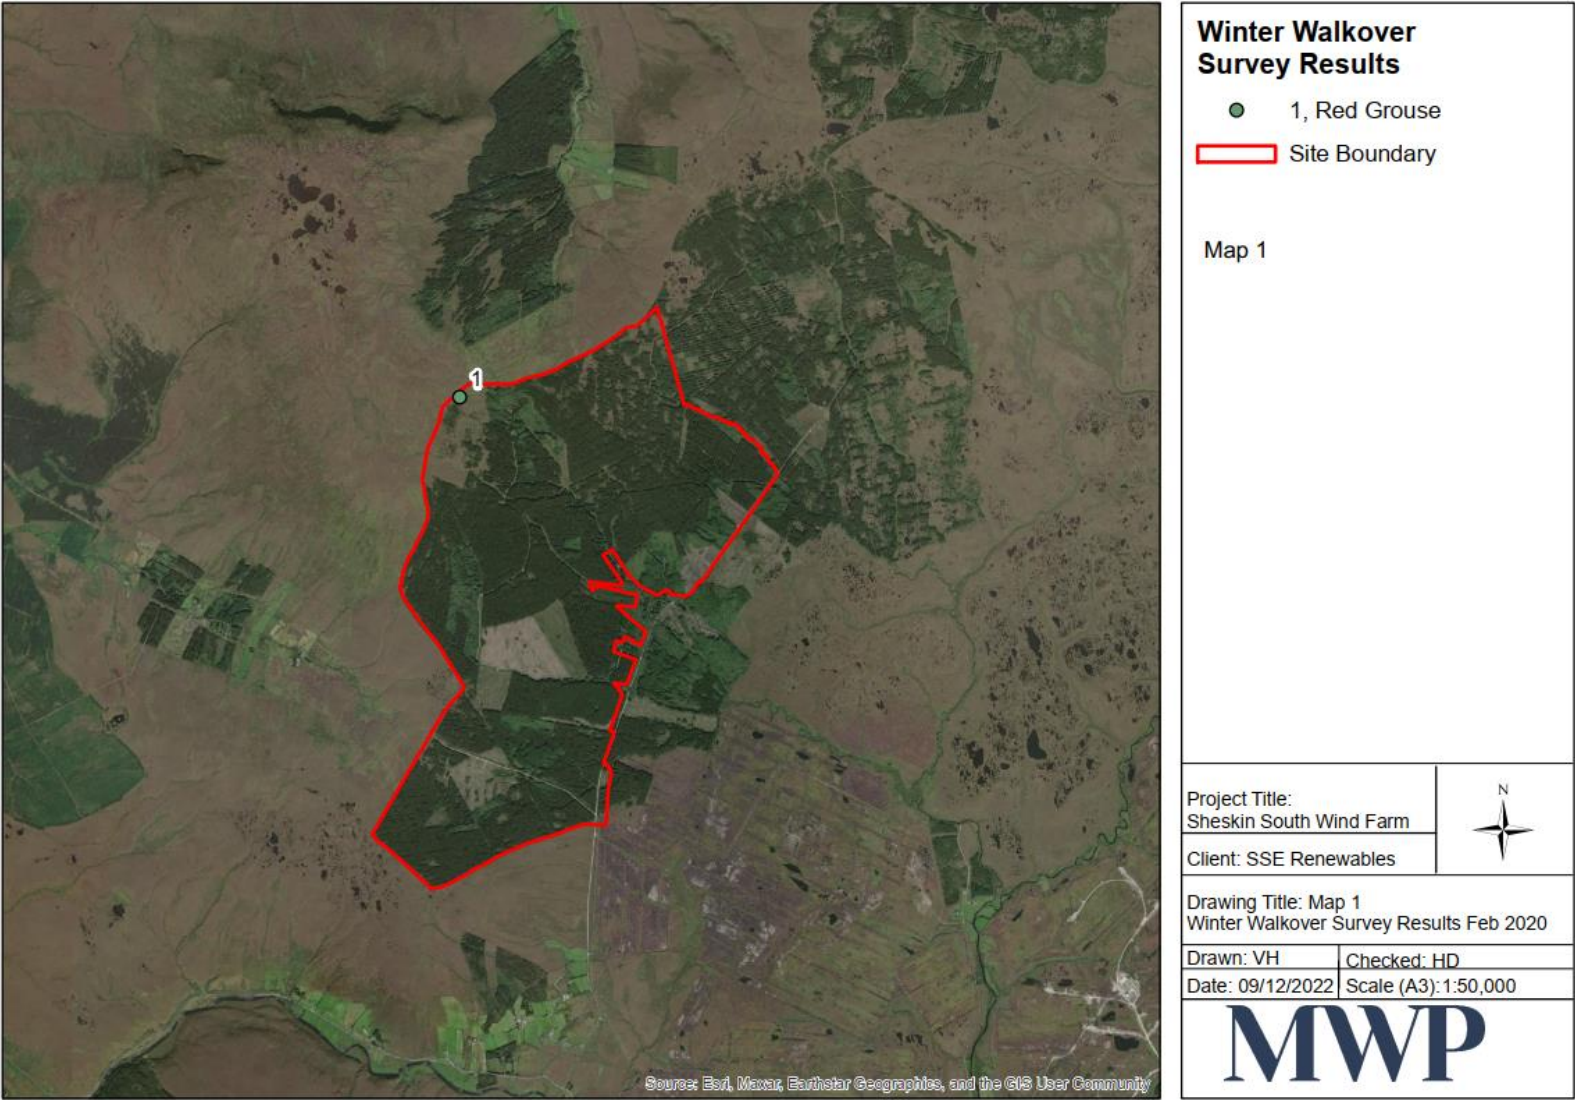 Winter Walkover
Survey Results
1, Red Grouse
Site Boundary
Map 1
1
Source: Esri, Maxar, Earthstar Geographics, and the GIS User Community
Project Title:
Sheskin South Wind Farm
N
Client: SSE Renewables
Drawing Title: Map 1
Winter Walkover Survey Results Feb 2020
Drawn: VH
Checked: HD
Date: 09/12/2022
Scale (A3):1:50,000
MWP